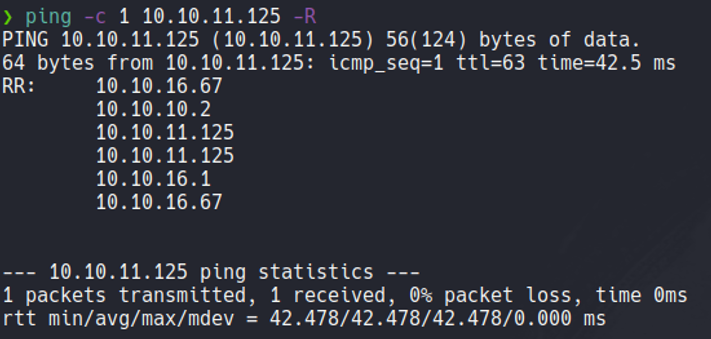 ❯ ping -c 1 10.10.11.125 -R
PING 10.10.11.125 (10.10.11.125) 56(124) bytes of data.
64 bytes from 10.10.11.125: icmp_seq=1 ttl=63 time=42.5 ms
RR:     10.10.16.67
        10.10.10.2
        10.10.11.125
        10.10.11.125
        10.10.16.1
        10.10.16.67
--- 10.10.11.125 ping statistics ---
1 packets transmitted, 1 received, 0% packet loss, time 0ms
rtt min/avg/max/mdev = 42.478/42.478/42.478/0.000 ms